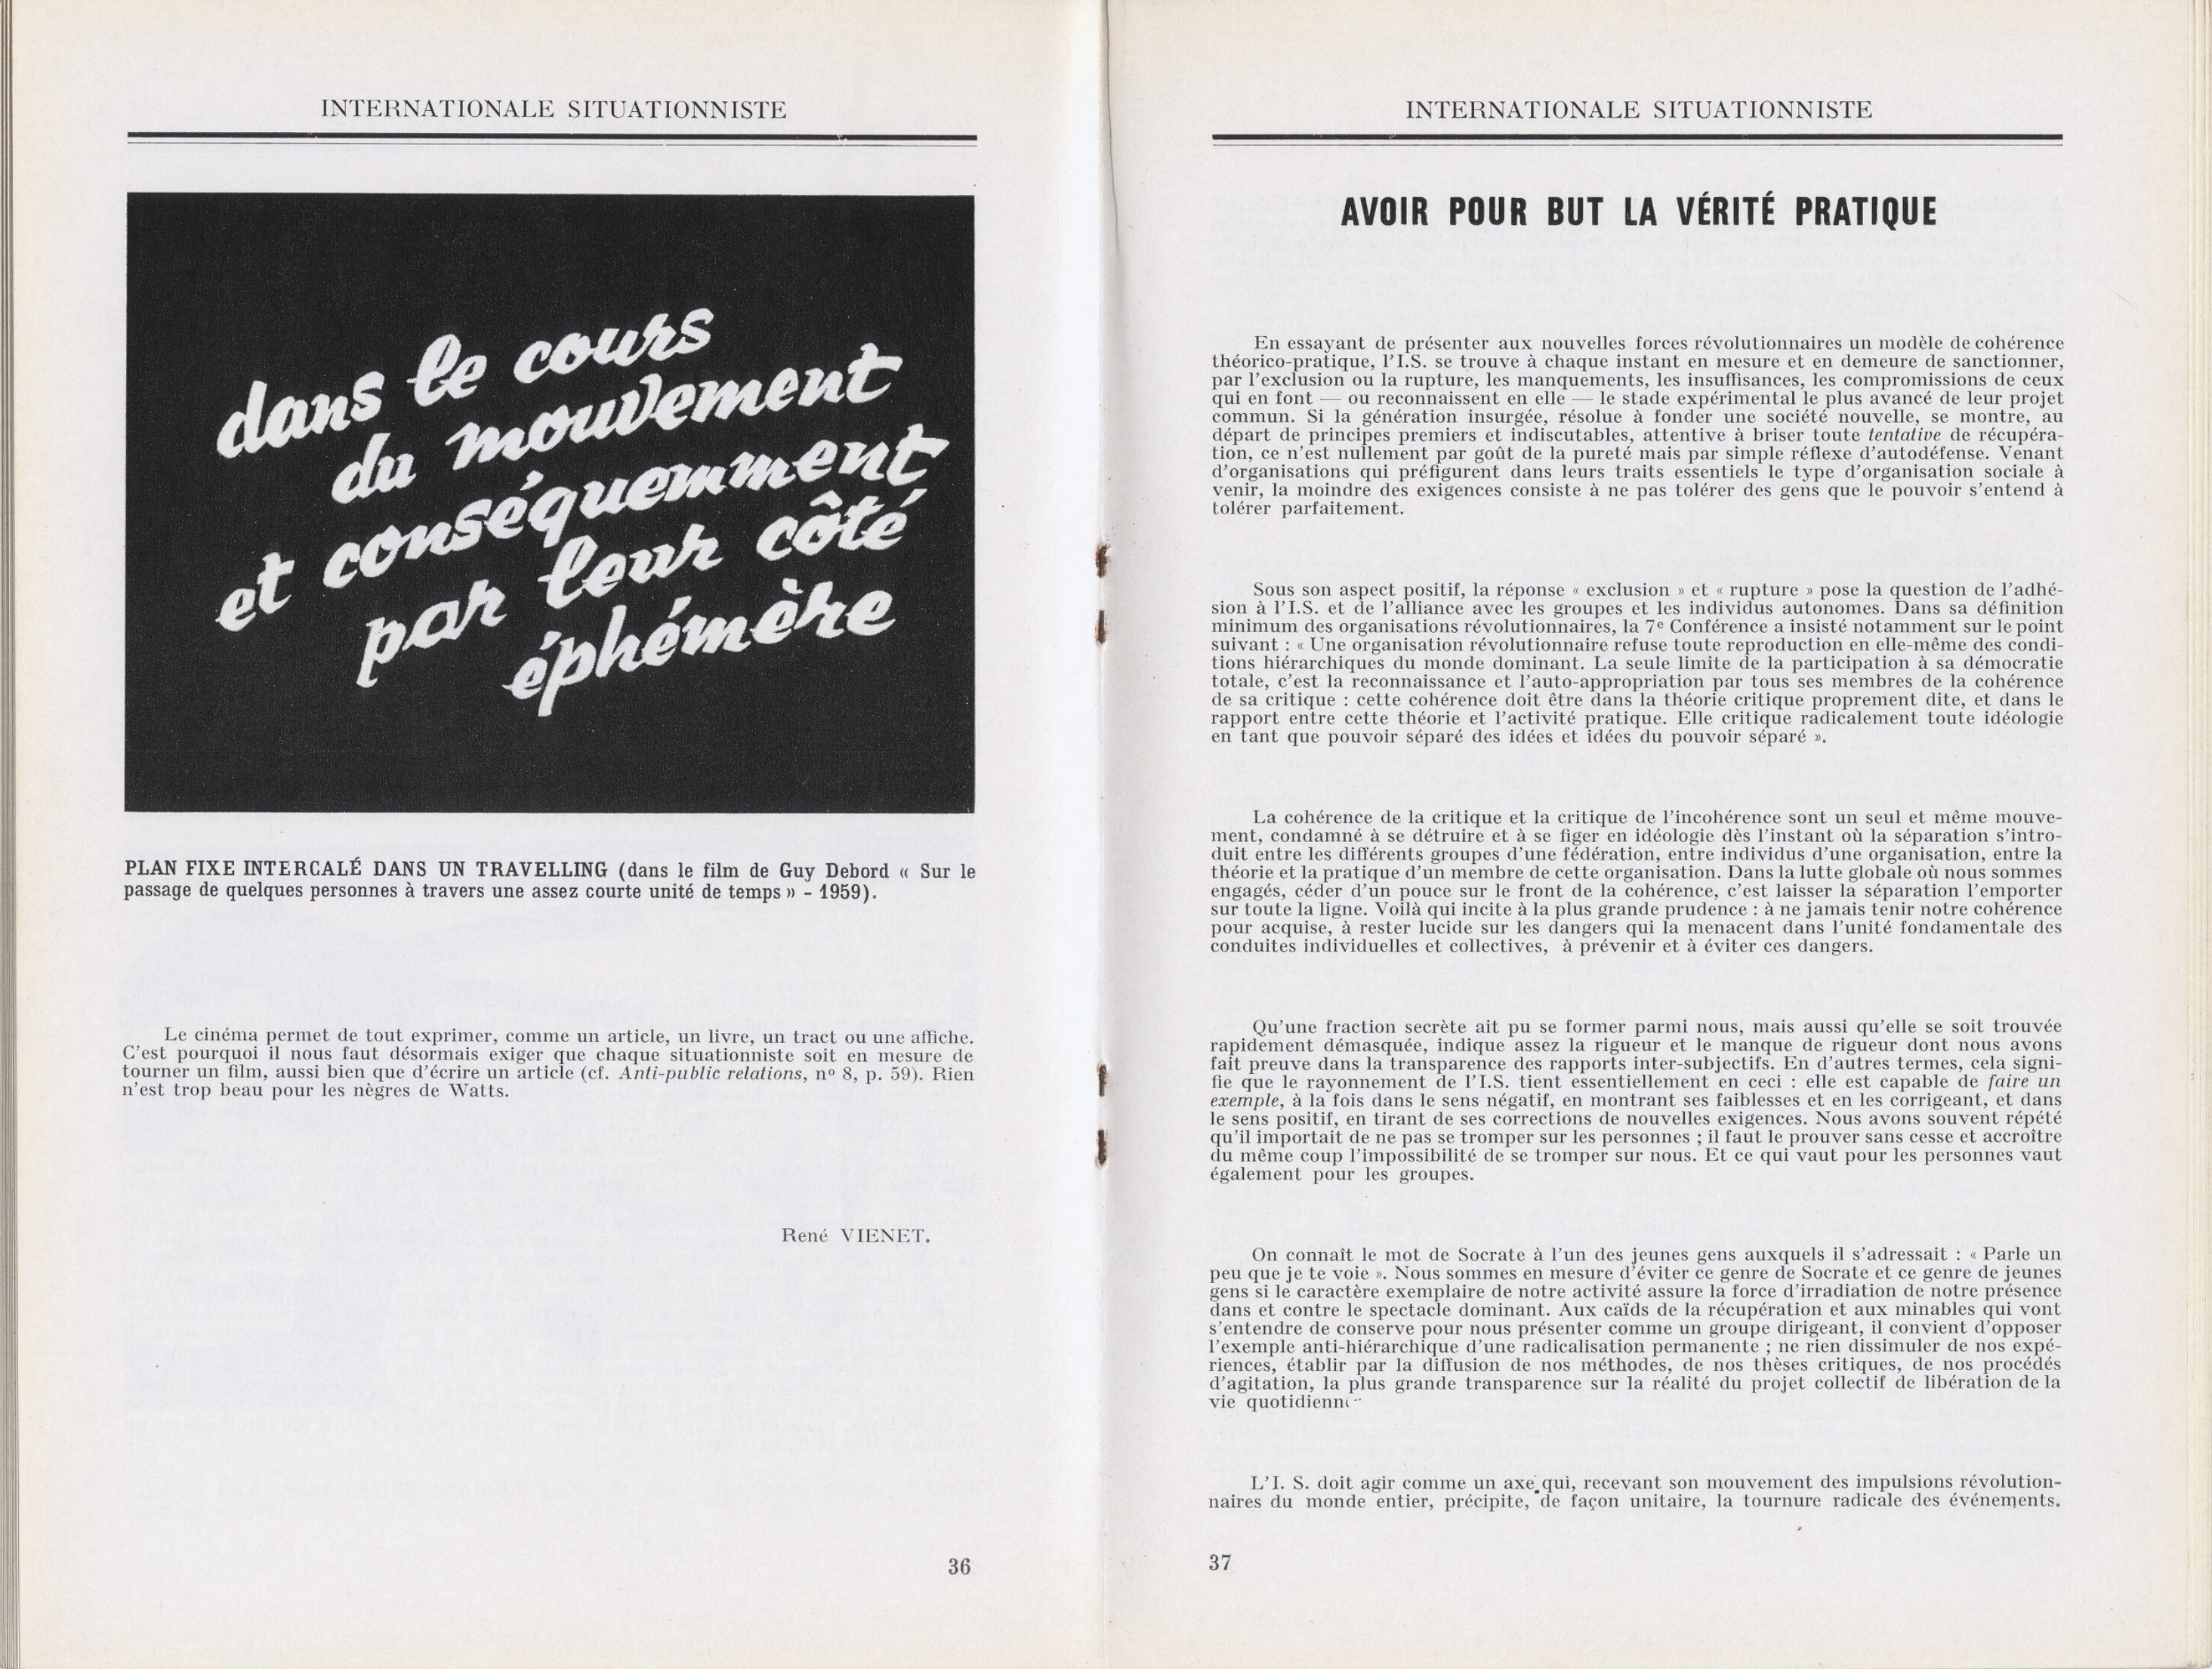 INTERNATIONALE SITUATIONNISTE
dans le cours
du mouvement
et conséquemment
par leur côté
éphémère
PLAN FIXE INTERCALÉ DANS UN TRAVELLING (dans le film de Guy Debord « Sur le
passage de quelques personnes à travers une assez courte unité de temps » - 1959).
Le cinéma permet de tout exprimer, comme un article, un livre, un tract ou une affiche.
C'est pourquoi il nous faut désormais exiger que chaque situationniste soit en mesure de
tourner un film, aussi bien que d'écrire un article (cf. Anti-public relations, nº 8, p. 59). Rien
n'est trop beau pour les nègres de Watts.
René VIENET.
36
INTERNATIONALE SITUATIONNISTE
AVOIR POUR BUT LA VÉRITÉ PRATIQUE
En essayant de présenter aux nouvelles forces révolutionnaires un modèle de cohérence
théorico-pratique, l'I.S. se trouve à chaque instant en mesure et en demeure de sanctionner,
par l'exclusion ou la rupture, les manquements, les insuffisances, les compromissions de ceux
qui en font — ou reconnaissent en elle — le stade expérimental le plus avancé de leur projet
commun. Si la génération insurgée, résolue à fonder une société nouvelle, se montre, au
départ de principes premiers et indiscutables, attentive à briser toute tentative de récupéra-
tion, ce n'est nullement par goût de la pureté mais par simple réflexe d'autodéfense. Venant
d'organisations qui préfigurent dans leurs traits essentiels le type d'organisation sociale à
venir, la moindre des exigences consiste à ne pas tolérer des gens que le pouvoir s'entend à
tolérer parfaitement.
Sous son aspect positif, la réponse « exclusion » et « rupture » pose la question de l'adhé-
sion à l'I.S. et de l'alliance avec les groupes et les individus autonomes. Dans sa définition
minimum des organisations révolutionnaires, la 7e Conférence a insisté notamment sur le point
suivant : « Une organisation révolutionnaire refuse toute reproduction en elle-même des condi-
tions hiérarchiques du monde dominant. La seule limite de la participation à sa démocratie
totale, c'est la reconnaissance et l'auto-appropriation par tous ses membres de la cohérence
de sa critique : cette cohérence doit être dans la théorie critique proprement dite, et dans le
rapport entre cette théorie et l'activité pratique. Elle critique radicalement toute idéologie
en tant que pouvoir séparé des idées et idées du pouvoir séparé ».
La cohérence de la critique et la critique de l'incohérence sont un seul et même mouve-
ment, condamné à se détruire et à se figer en idéologie dès l'instant où la séparation s'intro-
duit entre les différents groupes d'une fédération, entre individus d'une organisation, entre la
théorie et la pratique d'un membre de cette organisation. Dans la lutte globale où nous sommes
engagés, céder d'un pouce sur le front de la cohérence, c'est laisser la séparation l'emporter
sur toute la ligne. Voilà qui incite à la plus grande prudence : à ne jamais tenir notre cohérence
pour acquise, à rester lucide sur les dangers qui la menacent dans l'unité fondamentale des
conduites individuelles et collectives, à prévenir et à éviter ces dangers.
Qu'une fraction secrète ait pu se former parmi nous, mais aussi qu'elle se soit trouvée
rapidement démasquée, indique assez la rigueur et le manque de rigueur dont nous avons
fait preuve dans la transparence des rapports inter-subjectifs. En d'autres termes, cela signi-
fie que le rayonnement de l'I.S. tient essentiellement en ceci : elle est capable de faire un
exemple, à la fois dans le sens négatif, en montrant ses faiblesses et en les corrigeant, et dans
le sens positif, en tirant de ses corrections de nouvelles exigences. Nous avons souvent répété
qu'il importait de ne pas se tromper sur les personnes ; il faut le prouver sans cesse et accroître
du même coup l'impossibilité de se tromper sur nous. Et ce qui vaut pour les personnes vaut
également pour les groupes.
On connaît le mot de Socrate à l'un des jeunes gens auxquels il s'adressait : « Parle un
peu que je te voie ». Nous sommes en mesure d'éviter ce genre de Socrate et ce genre de jeunes
gens si le caractère exemplaire de notre activité assure la force d'irradiation de notre présence
dans et contre le spectacle dominant. Aux caïds de la récupération et aux minables qui vont
s'entendre de conserve pour nous présenter comme un groupe dirigeant, il convient d'opposer
l'exemple anti-hiérarchique d'une radicalisation permanente ; ne rien dissimuler de nos expé-
riences, établir par la diffusion de nos méthodes, de nos thèses critiques, de nos procédés
d'agitation, la plus grande transparence sur la réalité du projet collectif de libération de la
vie quotidienne
L'I. S. doit agir comme un axe qui, recevant son mouvement des impulsions révolution-
naires du monde entier, précipite, de façon unitaire, la tournure radicale des événements.
37